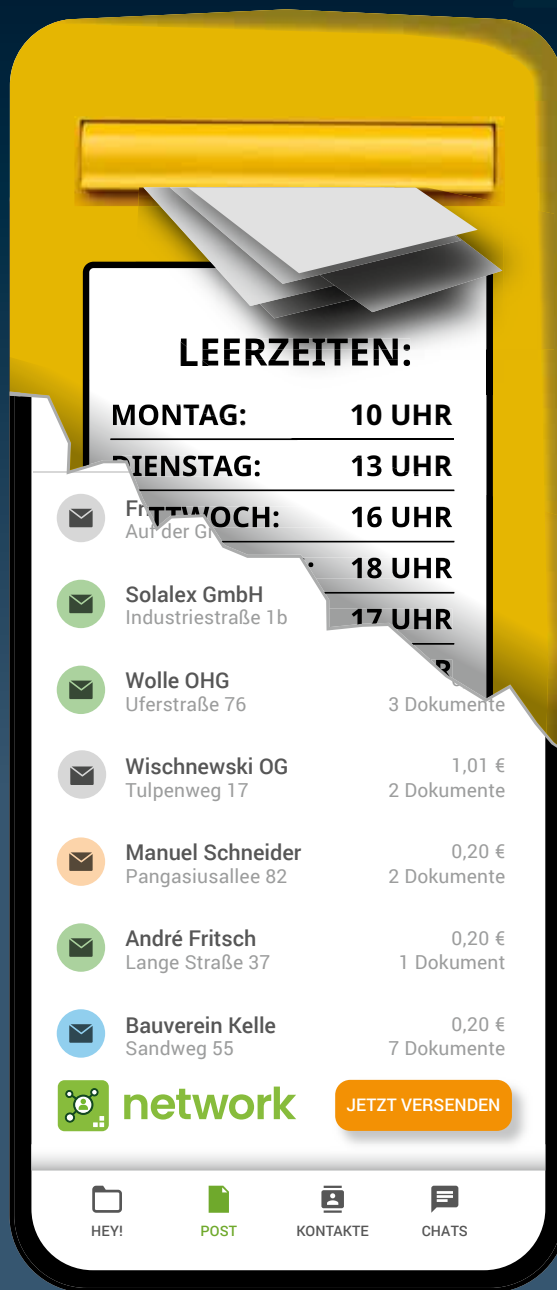 LEERZEITEN:
MONTAG: 10 UHR
DIENSTAG: 13 UHR
16 UHR
18 UHR
17 UHR
Auf der
Solalex GmbH
Industriestraße 1b
Wolle OHG
Uferstraße 76 3 Dokumente
Wischnewski OG 1,01 €
Tulpenweg 17 2 Dokumente
Manuel Schneider 0,20 €
Pangasiusallee 82 2 Dokumente
André Fritsch 0,20 €
Lange Straße 37 1 Dokument
Bauverein Kelle 0,20 €
Sandweg 55 7 Dokumente
network JETZT VERSENDEN
HEY! POST KONTAKTE CHATS